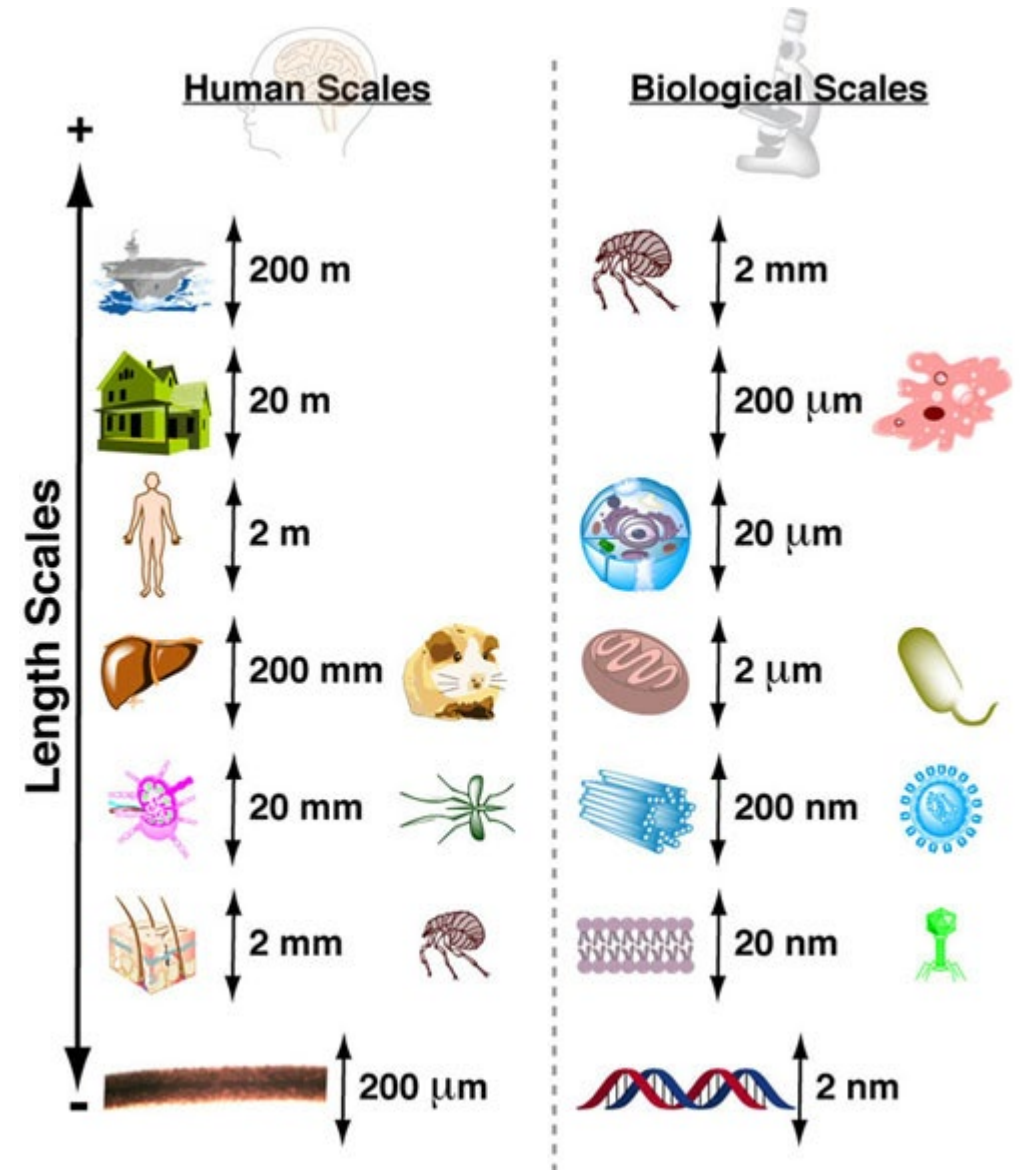 Human Scales
Biological Scales
+
Length Scales
-
200 m
20 m
2 m
200 mm
20 mm
2 mm
200 μm
2 mm
200 μm
20 μm
2 μm
200 nm
20 nm
2 nm